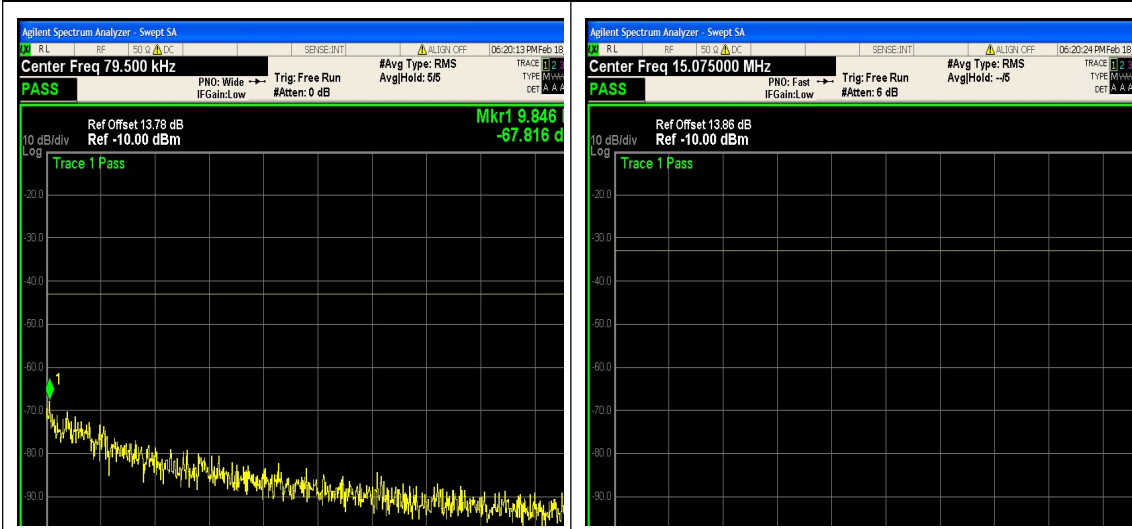 Agilent Spectrum Analyzer - Swept SA
RL RF 50 Ω DC SENSE:INT ALIGN OFF 06:20:13 PM Feb 18
Center Freq 79.500 kHz #Avg Type: RMS TRACE 1 2 3
PNO: Wide Trig: Free Run Avg|Hold: 5/5 TYPE
PASS IFGain:Low #Atten: 0 dB DET A A A
Mkr1 9.846
Ref Offset 13.78 dB
10 dB/div Ref -10.00 dBm -67.816 d
Log
Trace 1 Pass
-20.0
-30.0
-40.0
-50.0
-60.0
1
-70.0
-80.0
-90.0
Agilent Spectrum Analyzer - Swept SA
RL RF 50 Ω DC SENSE:INT ALIGN OFF 06:20:24 PM Feb 18
Center Freq 15.075000 MHz #Avg Type: RMS TRACE 1 2 3
PNO: Fast Trig: Free Run Avg|Hold: --/5 TYPE
PASS IFGain:Low #Atten: 6 dB DET A A A
Ref Offset 13.86 dB
10 dB/div Ref -10.00 dBm
Log
Trace 1 Pass
-20.0
-30.0
-40.0
-50.0
-60.0
-70.0
-80.0
-90.0